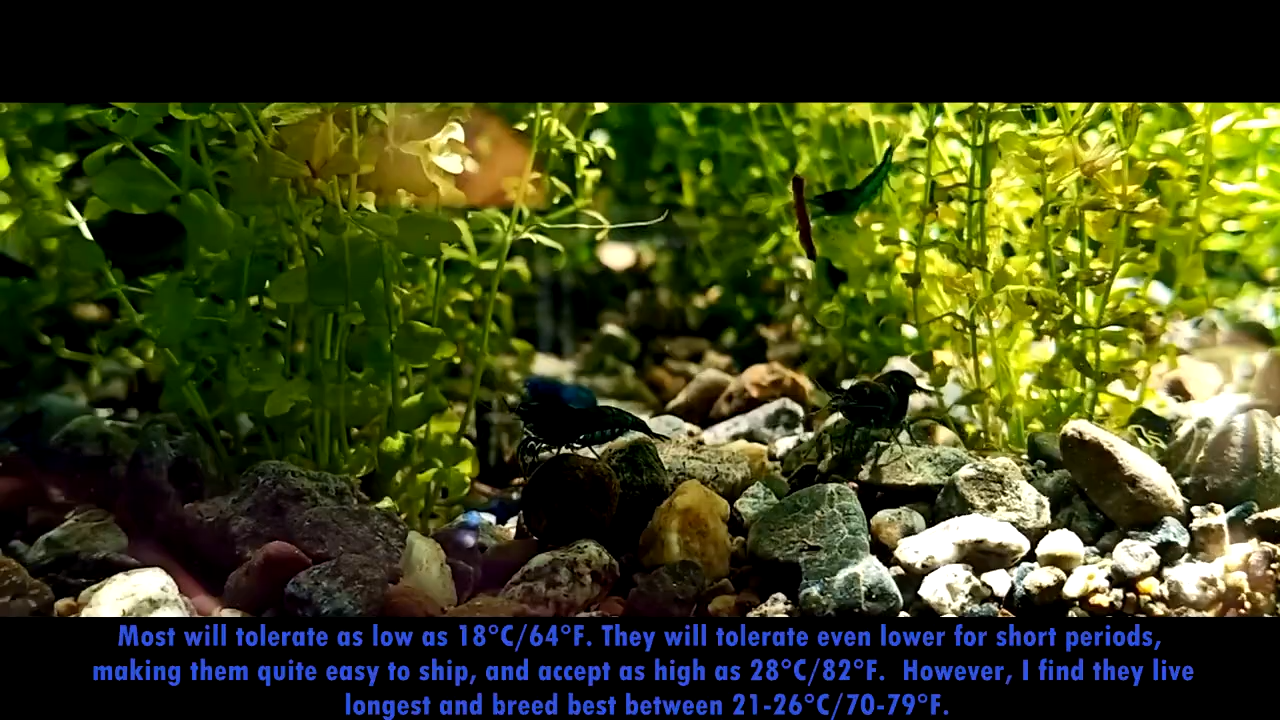 Most will tolerate as low as 18°C/64°F. They will tolerate even lower for short periods,
making them quite easy to ship, and accept as high as 28°C/82°F. However, I find they live
longest and breed best between 21-26°C/70-79°F.